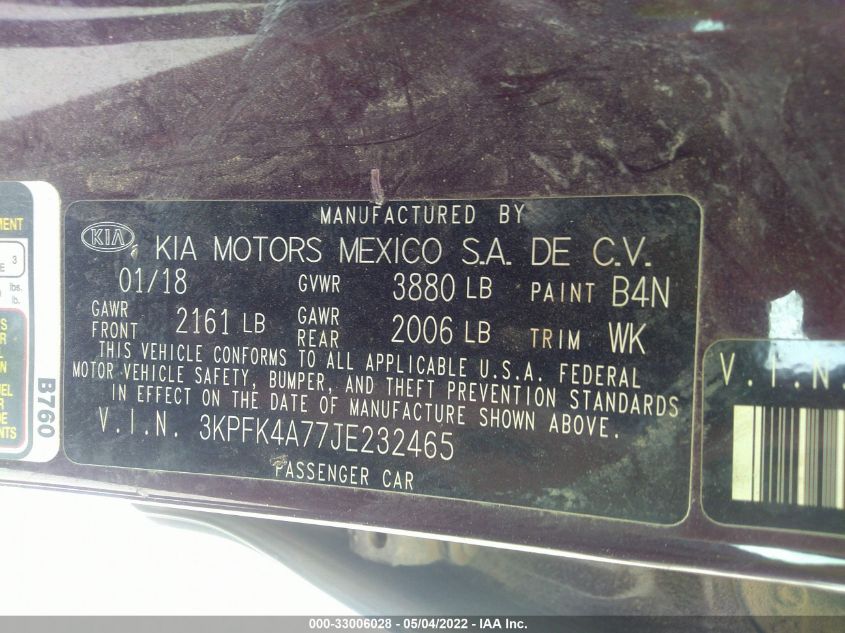 MANUFACTURED BY
KIA KIA MOTORS MEXICO S.A. DE C.V.
01/18 GVWR 3880 LB PAINT B4N
GAWR FRONT 2161 LB GAWR REAR 2006 LB TRIM WK
THIS VEHICLE CONFORMS TO ALL APPLICABLE U.S.A. FEDERAL
MOTOR VEHICLE SAFETY, BUMPER, AND THEFT PREVENTION STANDARDS
IN EFFECT ON THE DATE OF MANUFACTURE SHOWN ABOVE.
V.I.N. 3KPFK4A77JE232465
PASSENGER CAR
3
lbs.
B760
V.I.N.
000-33006028 - 05/04/2022 - IAA Inc.